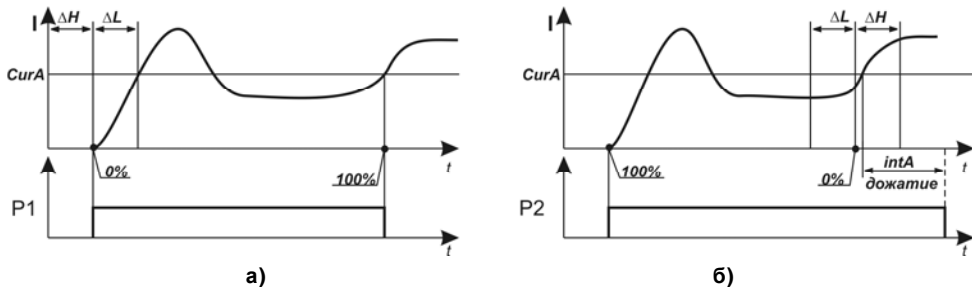 I
ΔH
ΔL
CurA
t
0%
100%
P1
t
а)
I
ΔL
ΔH
CurA
t
100%
0%
intA
дожатие
P2
t
б)